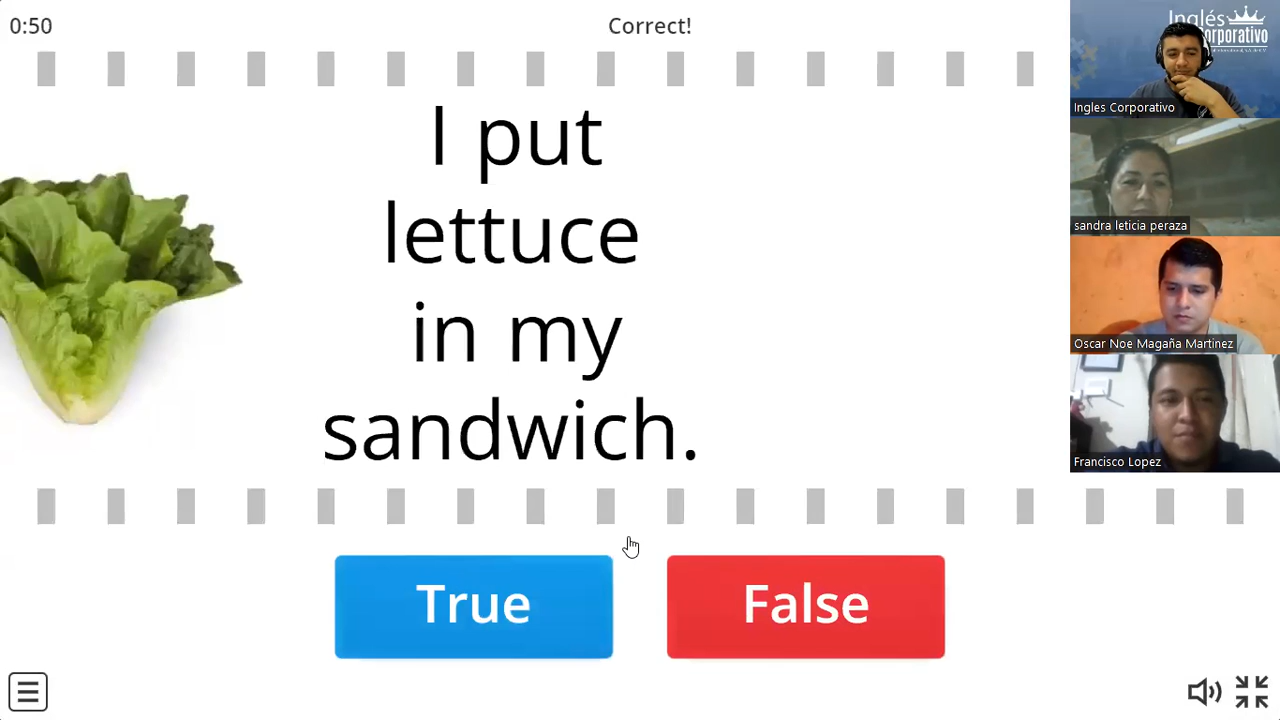 0:50
Correct!
I put
lettuce
in my
sandwich.
True
False
Inglés
Corporativo
Ingles Corporativo
sandra leticia peraza
Oscar Noe Magaña Martinez
Francisco Lopez